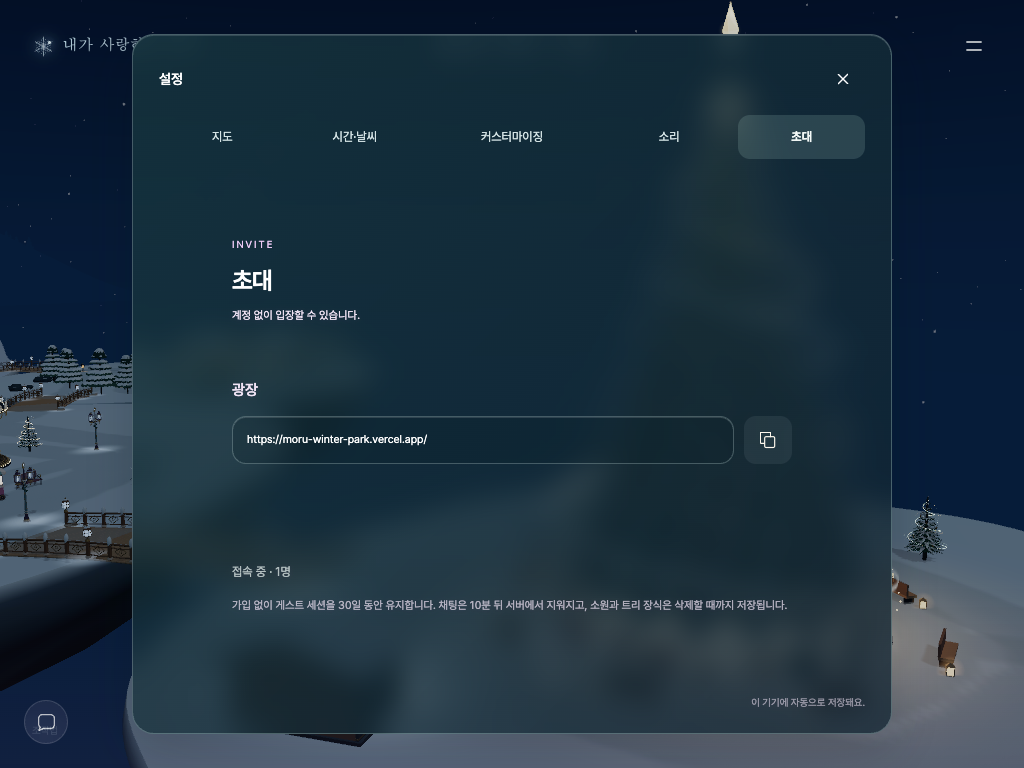 내가 사랑한
설정
지도 시간·날씨 커스터마이징 소리 초대
INVITE
초대
계정 없이 입장할 수 있습니다.
광장
https://moru-winter-park.vercel.app/
접속 중 · 1명
가입 없이 게스트 세션을 30일 동안 유지합니다. 채팅은 10분 뒤 서버에서 지워지고, 소원과 트리 장식은 삭제할 때까지 저장됩니다.
이 기기에 자동으로 저장돼요.